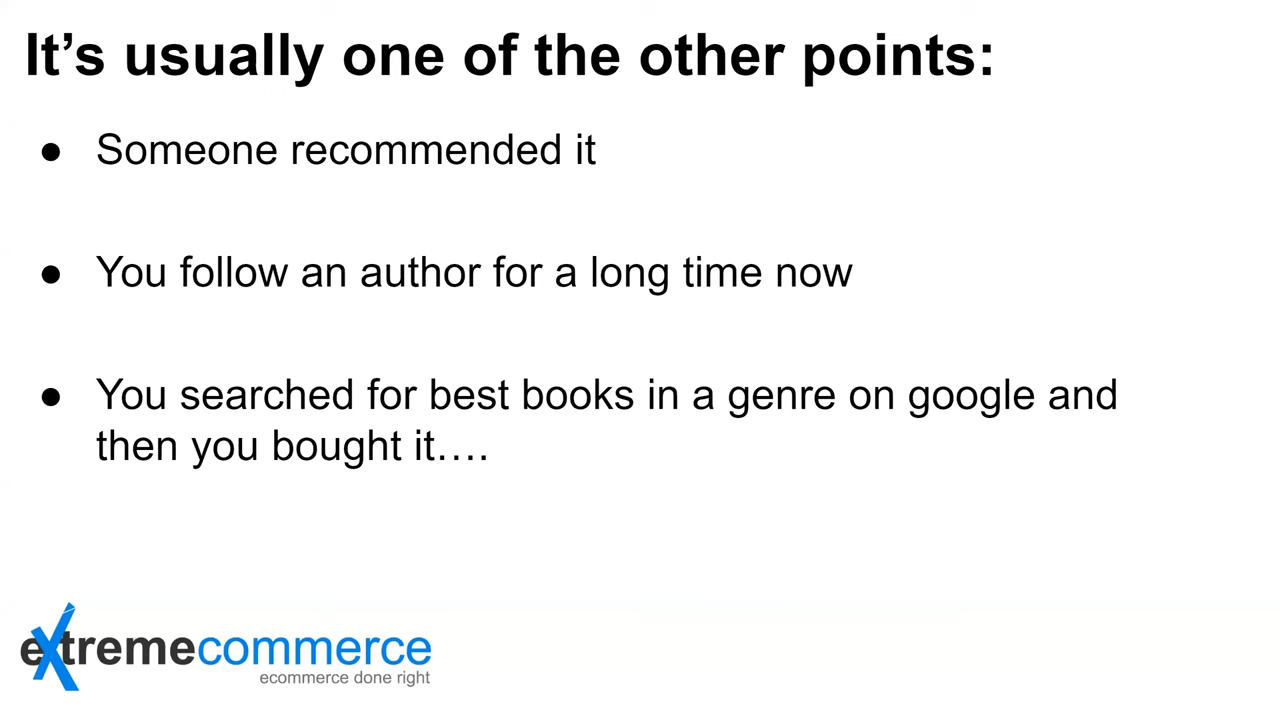 It’s usually one of the other points:
● Someone recommended it
● You follow an author for a long time now
● You searched for best books in a genre on google and
then you bought it….
extremecommerce
ecommerce done right